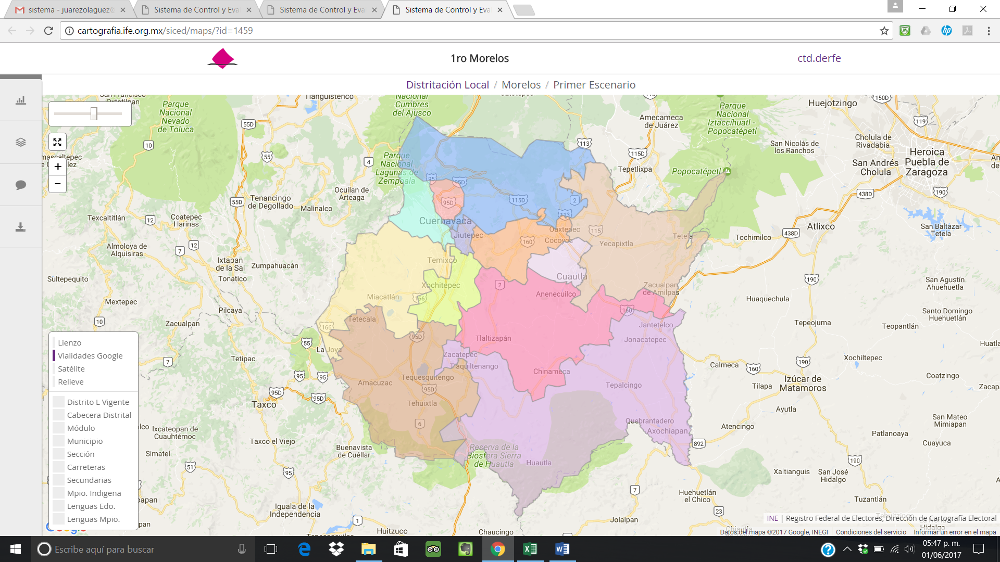 sistema - juarezolaguez@
Sistema de Control y Eva
Sistema de Control y Eva
Sistema de Control y Eva
cartografia.ife.org.mx/siced/maps/?id=1459
1ro Morelos
ctd.derfe
Distritación Local / Morelos / Primer Escenario
Tianguistenco
Parque
Nacional
Nevado
de Toluca
Nacional
Cumbres
del Ajusco
Amecameca
de Juárez
Parque
Nacional
Iztaccíhuatl -
Popocatépetl
Huejotzingo
Cholula de
Rivadabia
San Nicolás de
los Ranchos
Heroica
Puebla de
Zaragoza
San Andrés
Cholula
Parque
Nacional
Lagunas de
Zempoala
Tepetlixpa
Popocatépetl
Ocuilan de
Arteaga
Tenancingo
de Degollado
Malinalco
Texcaltitlán
Coatepec
Harinas
Cuernavaca
Jiutepec
Oaxtepec
Cocoyoc
Yecapixtla
Tetela
Tochimilco
Atlixco
San Baltazar
Tetela
Almoloya de
Alquisiras
Ixtapan
de la Sal
Zumpahuacán
Tonatico
Temixco
Xochitepec
Cuautla
Anenecuilco
Zacualpan
de Amilpas
Sultepequito
Mextepec
Pilcaya
Zacualpan
Miacatlán
Tetecala
Huaquechula
San Agustín
Ahuehuetla
Santo Domingo
Huehuetlán
Tepeojuma
Teopantlán
Jantetelco
Jonacatepec
Tlaltizapán
La Joya
Zacatepec
Tlaquiltenango
Chinameca
Tetipac
Tequesquitengo
Amacuzac
Tehuixtla
Tepalcingo
Calmeca
Xochiltepec
Coatzingo
Izúcar de
Matamoros
Tilapa
Ayutla
Taxco
Quebrantadero
Axochiapan
Atencingo
San Mateo
Mimiapan
Patlanoaya
Cuayuca
Ixcateopan de
Cuauhtémoc
Taxco el Viejo
Simatel
Buenavista
de Cuéllar
Reserva de la
Biosfera Sierra
de Huautla
Huautla
Xaltianguis
San José
Hidalgo
Huehuetlán
el Chico
Tuzantlán
Iguala de la
Independencia
Huitzuco
Chaucingo
Jolalpan
Lienzo
Vialidades Google
Satélite
Relieve
Distrito L Vigente
Cabecera Distrital
Módulo
Municipio
Sección
Carreteras
Secundarias
Mpio. Indigena
Lenguas Edo.
Lenguas Mpio.
INE | Registro Federal de Electores, Dirección de Cartografía Electoral
Datos del mapa ©2017 Google, INEGI Condiciones del servicio Informar un error en el mapa
Escribe aquí para buscar
05:47 p. m.
01/06/2017